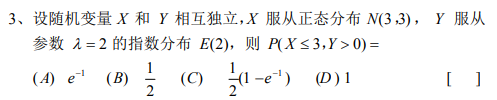 3、设随机变量 X 和 Y 相互独立,X 服从正态分布 N(3,3), Y 服从
参数 λ=2 的指数分布 E(2),则 P(X≤3,Y>0)=
(A) e⁻¹ (B) 1/2 (C) 1/2(1−e⁻¹) (D) 1 [ ]